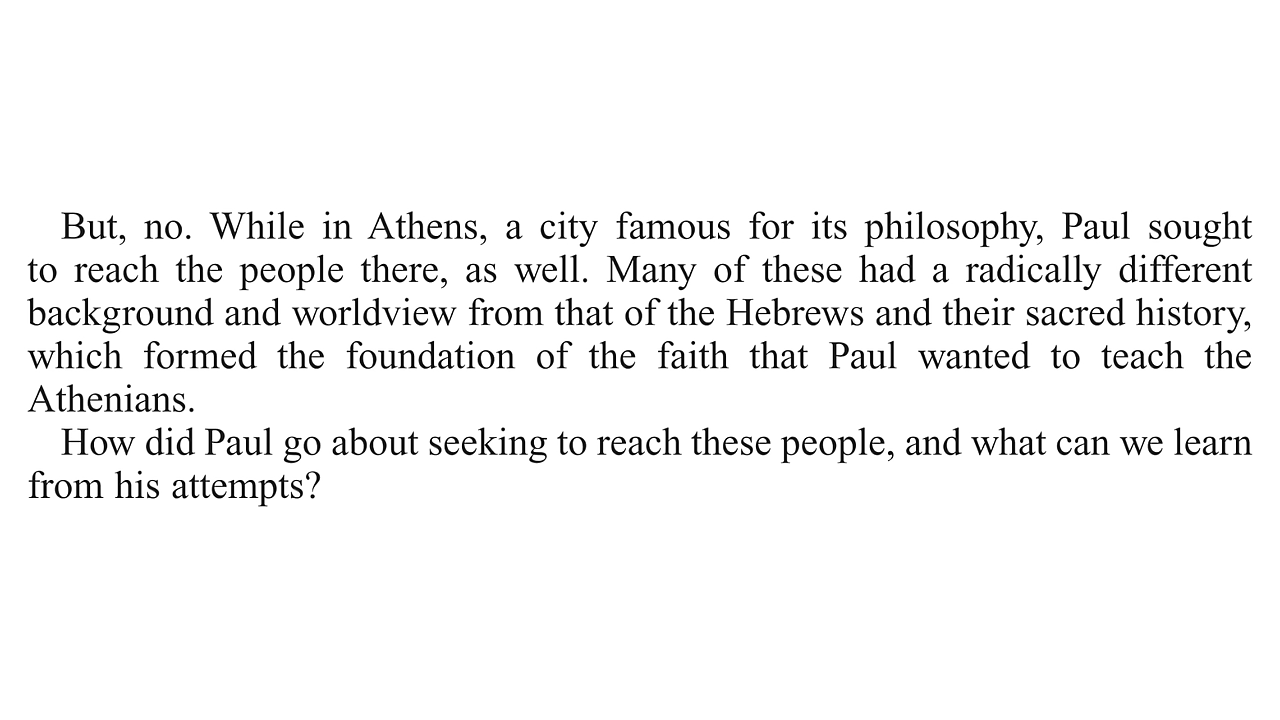 But, no. While in Athens, a city famous for its philosophy, Paul sought
to reach the people there, as well. Many of these had a radically different
background and worldview from that of the Hebrews and their sacred history,
which formed the foundation of the faith that Paul wanted to teach the
Athenians.
How did Paul go about seeking to reach these people, and what can we learn
from his attempts?